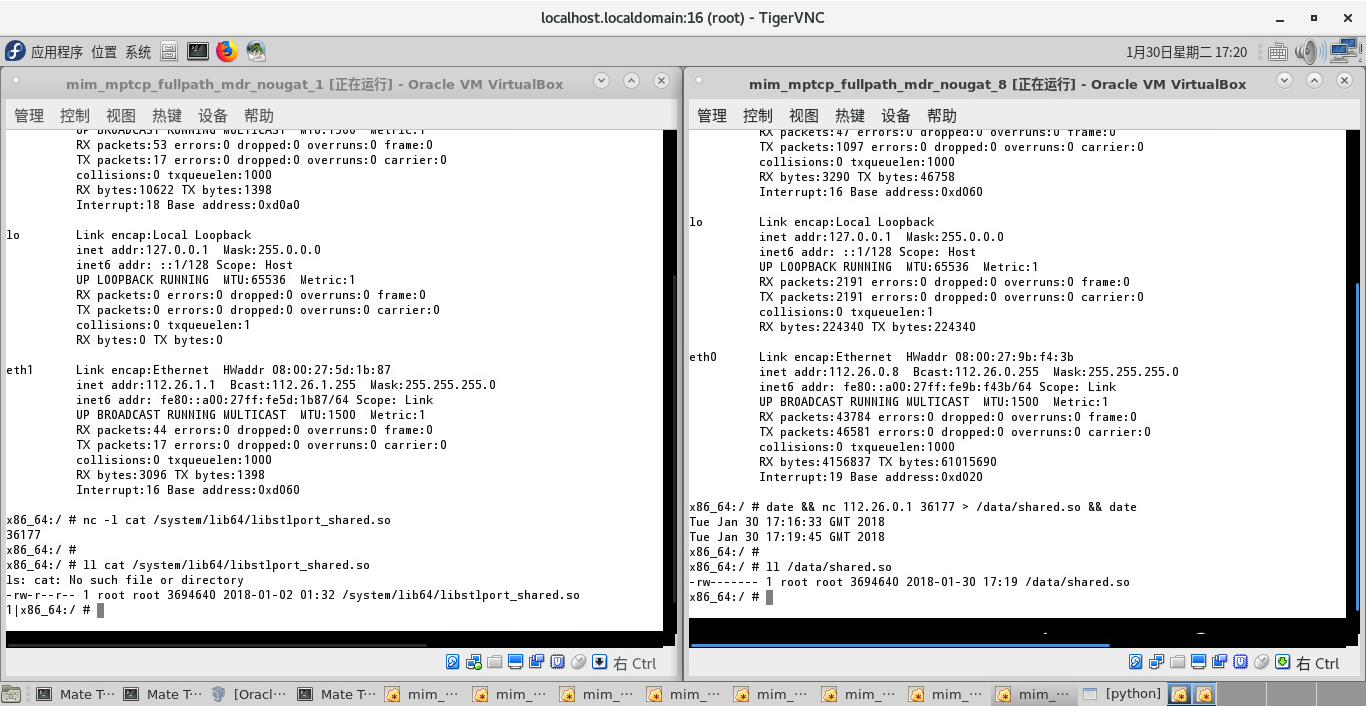 localhost.localdomain:16 (root) - TigerVNC
应用程序 位置 系统
1月30日星期二 17:20
mim_mptcp_fullpath_mdr_nougat_1 [正在运行] - Oracle VM VirtualBox
管理 控制 视图 热键 设备 帮助
UP BROADCAST RUNNING MULTICAST  MTU:1500  Metric:1
RX packets:53 errors:0 dropped:0 overruns:0 frame:0
TX packets:17 errors:0 dropped:0 overruns:0 carrier:0
collisions:0 txqueuelen:1000
RX bytes:10622 TX bytes:1398
Interrupt:18 Base address:0xd0a0
lo        Link encap:Local Loopback
inet addr:127.0.0.1  Mask:255.0.0.0
inet6 addr: ::1/128 Scope: Host
UP LOOPBACK RUNNING  MTU:65536  Metric:1
RX packets:0 errors:0 dropped:0 overruns:0 frame:0
TX packets:0 errors:0 dropped:0 overruns:0 carrier:0
collisions:0 txqueuelen:1
RX bytes:0 TX bytes:0
eth1      Link encap:Ethernet  HWaddr 08:00:27:5d:1b:87
inet addr:112.26.1.1  Bcast:112.26.1.255  Mask:255.255.255.0
inet6 addr: fe80::a00:27ff:fe5d:1b87/64 Scope: Link
UP BROADCAST RUNNING MULTICAST  MTU:1500  Metric:1
RX packets:44 errors:0 dropped:0 overruns:0 frame:0
TX packets:17 errors:0 dropped:0 overruns:0 carrier:0
collisions:0 txqueuelen:1000
RX bytes:3096 TX bytes:1398
Interrupt:16 Base address:0xd060
x86_64:/ # nc -l cat /system/lib64/libstlport_shared.so
36177
x86_64:/ #
x86_64:/ # ll cat /system/lib64/libstlport_shared.so
ls: cat: No such file or directory
-rw-r--r-- 1 root root 3694640 2018-01-02 01:32 /system/lib64/libstlport_shared.so
1|x86_64:/ #
右 Ctrl
mim_mptcp_fullpath_mdr_nougat_8 [正在运行] - Oracle VM VirtualBox
管理 控制 视图 热键 设备 帮助
RX packets:47 errors:0 dropped:0 overruns:0 frame:0
TX packets:1097 errors:0 dropped:0 overruns:0 carrier:0
collisions:0 txqueuelen:1000
RX bytes:3290 TX bytes:46758
Interrupt:16 Base address:0xd060
lo        Link encap:Local Loopback
inet addr:127.0.0.1  Mask:255.0.0.0
inet6 addr: ::1/128 Scope: Host
UP LOOPBACK RUNNING  MTU:65536  Metric:1
RX packets:2191 errors:0 dropped:0 overruns:0 frame:0
TX packets:2191 errors:0 dropped:0 overruns:0 carrier:0
collisions:0 txqueuelen:1
RX bytes:224340 TX bytes:224340
eth0      Link encap:Ethernet  HWaddr 08:00:27:9b:f4:3b
inet addr:112.26.0.8  Bcast:112.26.0.255  Mask:255.255.255.0
inet6 addr: fe80::a00:27ff:fe9b:f43b/64 Scope: Link
UP BROADCAST RUNNING MULTICAST  MTU:1500  Metric:1
RX packets:43784 errors:0 dropped:0 overruns:0 frame:0
TX packets:46581 errors:0 dropped:0 overruns:0 carrier:0
collisions:0 txqueuelen:1000
RX bytes:4156837 TX bytes:61015690
Interrupt:19 Base address:0xd020
x86_64:/ # date && nc 112.26.0.1 36177 > /data/shared.so && date
Tue Jan 30 17:16:33 GMT 2018
Tue Jan 30 17:19:45 GMT 2018
x86_64:/ #
x86_64:/ # ll /data/shared.so
-rw------- 1 root root 3694640 2018-01-30 17:19 /data/shared.so
x86_64:/ #
右 Ctrl
Mate T··· Mate T··· [Oracl··· Mate T··· mim_··· mim_··· mim_··· mim_··· mim_··· mim_··· mim_··· mim_··· [python]